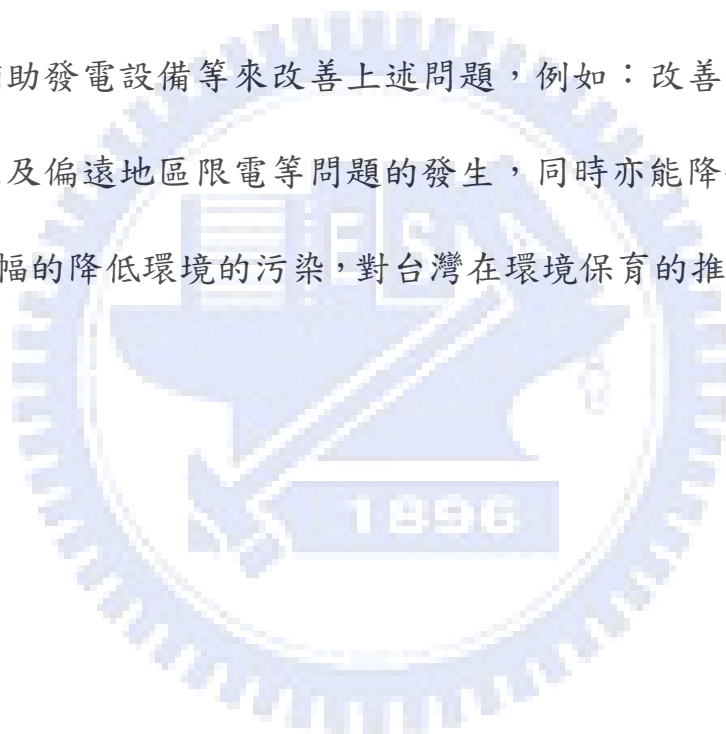 助發電設備等來改善上述問題，例如：改善
及偏遠地區限電等問題的發生，同時亦能降
幅的降低環境的污染，對台灣在環境保育的推
ES
1896